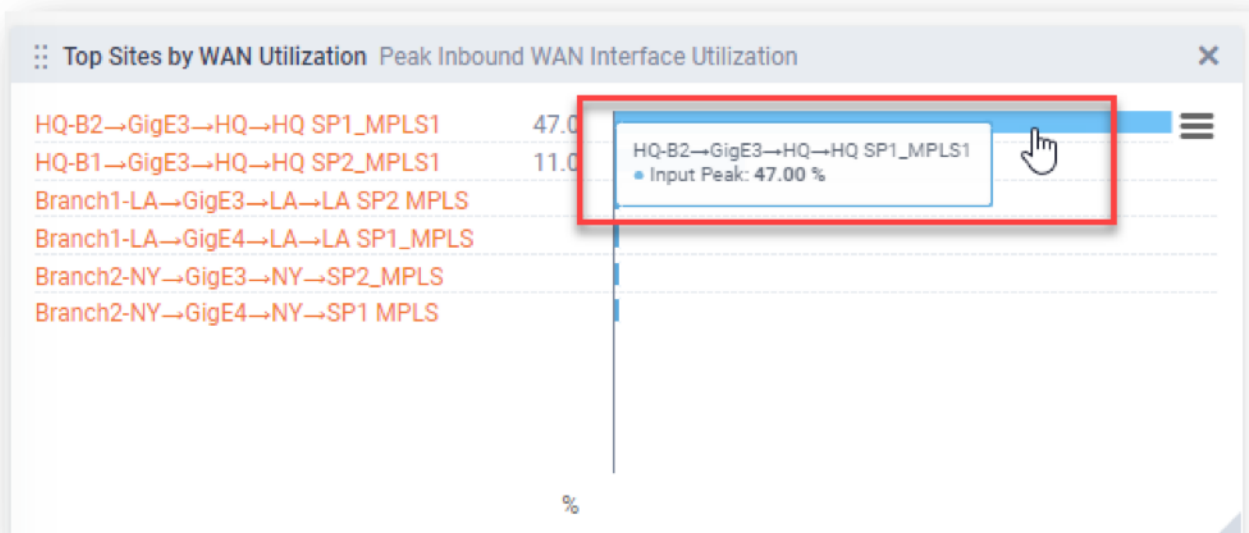 Top Sites by WAN Utilization Peak Inbound WAN Interface Utilization
HQ-B2→GigE3→HQ→HQ SP1_MPLS1 47.0
HQ-B1→GigE3→HQ→HQ SP2_MPLS1 11.0
HQ-B2→GigE3→HQ→HQ SP1_MPLS1
• Input Peak: 47.00 %
Branch1-LA→GigE3→LA→LA SP2 MPLS
Branch1-LA→GigE4→LA→LA SP1_MPLS
Branch2-NY→GigE3→NY→SP2_MPLS
Branch2-NY→GigE4→NY→SP1 MPLS
%